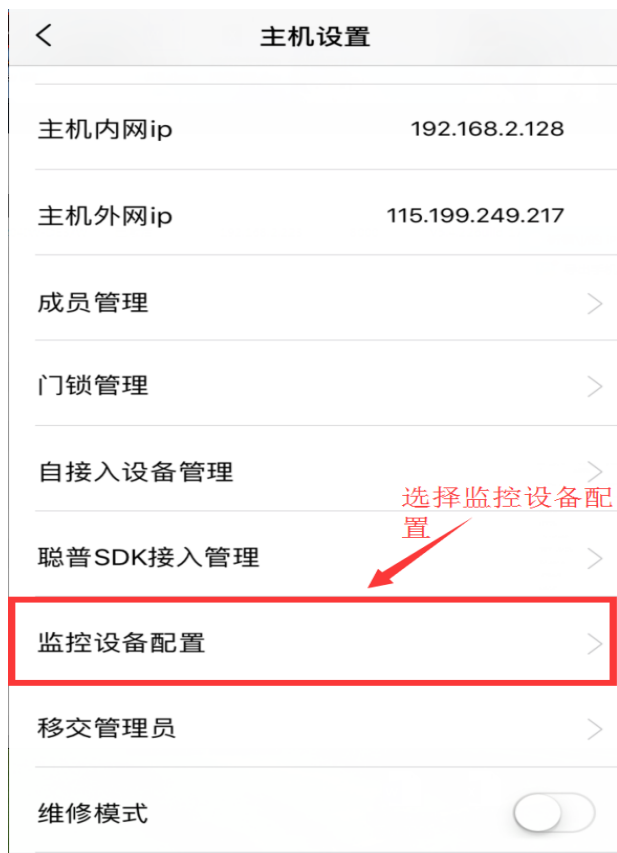 主机设置
主机内网ip 192.168.2.128
主机外网ip 115.199.249.217
成员管理
门锁管理
自接入设备管理
选择监控设备配
置
聪普SDK接入管理
监控设备配置
移交管理员
维修模式